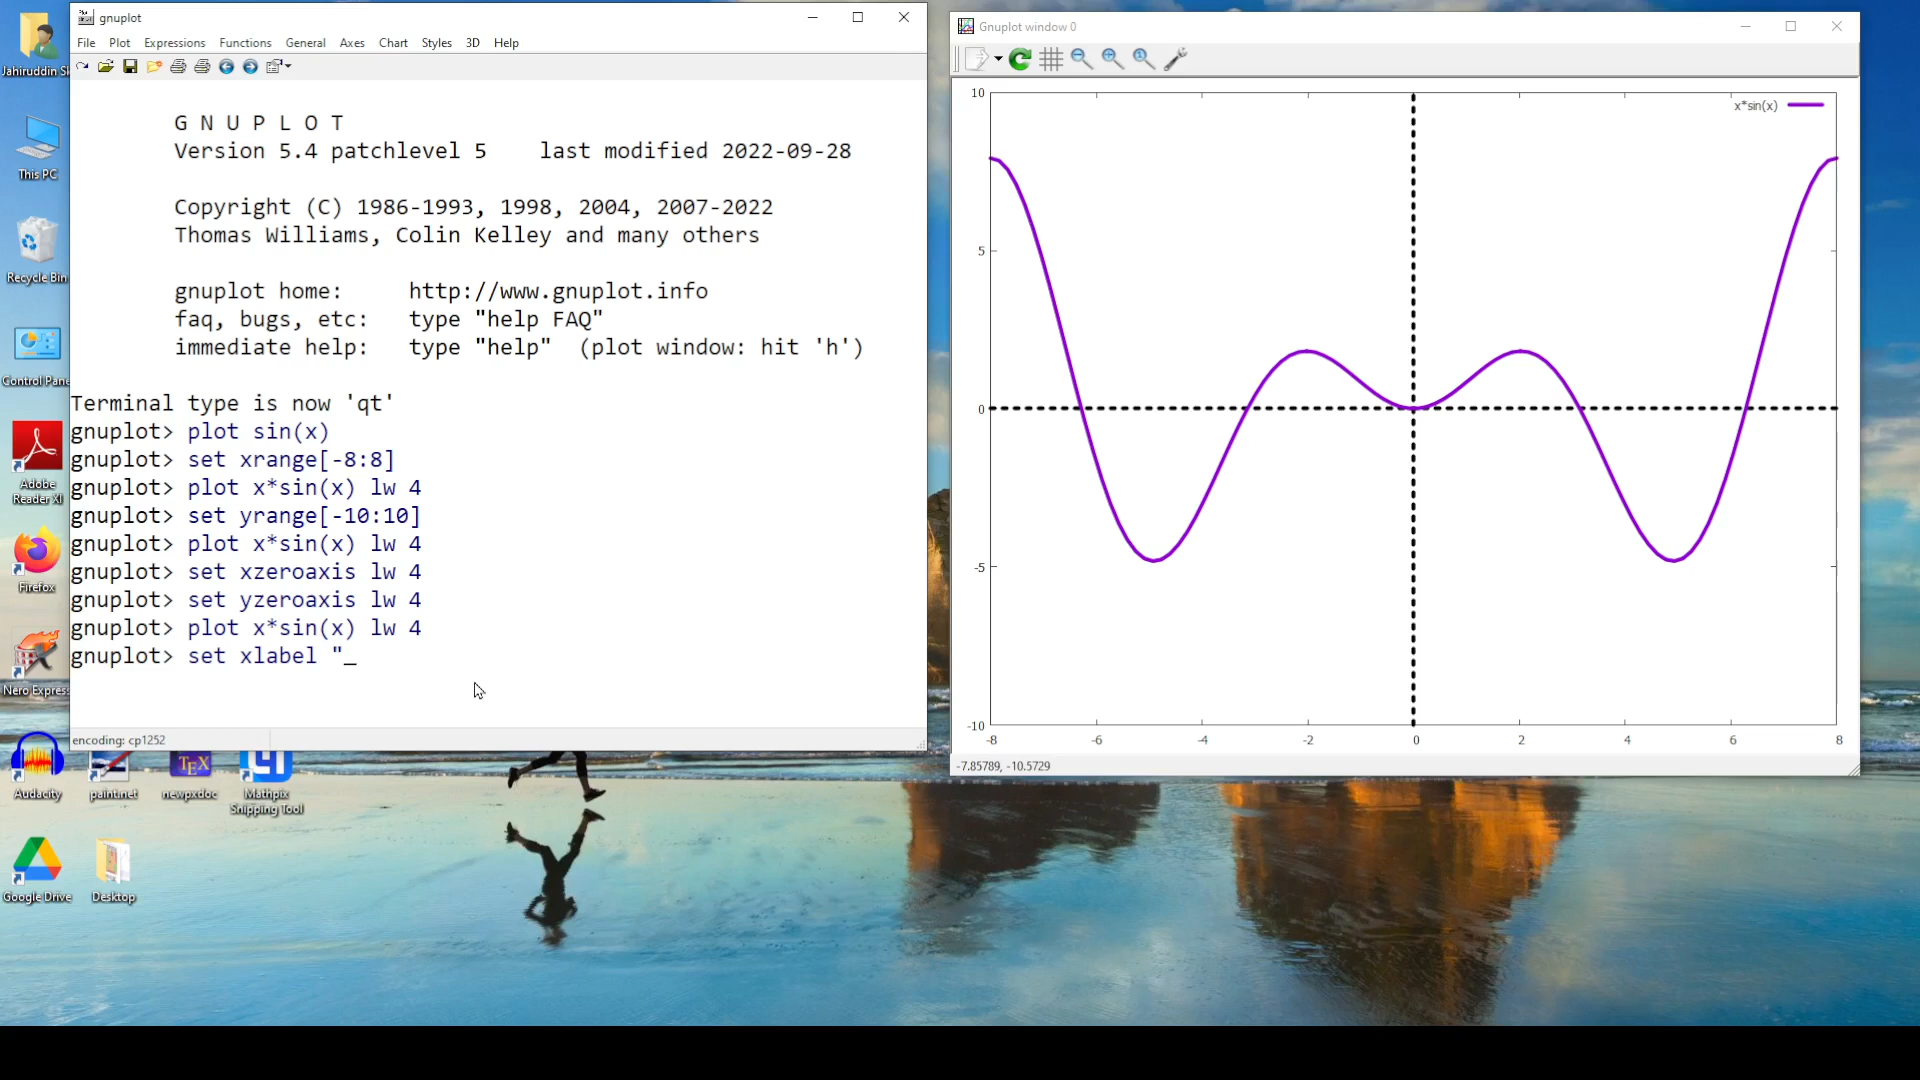 gnuplot
File Plot Expressions Functions General Axes Chart Styles 3D Help
G N U P L O T
Version 5.4 patchlevel 5    last modified 2022-09-28
Copyright (C) 1986-1993, 1998, 2004, 2007-2022
Thomas Williams, Colin Kelley and many others
gnuplot home:     http://www.gnuplot.info
faq, bugs, etc:   type "help FAQ"
immediate help:   type "help"  (plot window: hit 'h')
Terminal type is now 'qt'
gnuplot> plot sin(x)
gnuplot> set xrange[-8:8]
gnuplot> plot x*sin(x) lw 4
gnuplot> set yrange[-10:10]
gnuplot> plot x*sin(x) lw 4
gnuplot> set xzeroaxis lw 4
gnuplot> set yzeroaxis lw 4
gnuplot> plot x*sin(x) lw 4
gnuplot> set xlabel "_
encoding: cp1252
Gnuplot window 0
x*sin(x)
10
5
0
-5
-10
-8 -6 -4 -2 0 2 4 6 8
-7.85789, -10.5729
Jahiruddin Sk
This PC
Recycle Bin
Control Pane
Adobe
Reader XI
Firefox
Nero Express
Audacity
paint.net
TEX
newpxdoc
Mathpix
Snipping Tool
Google Drive
Desktop